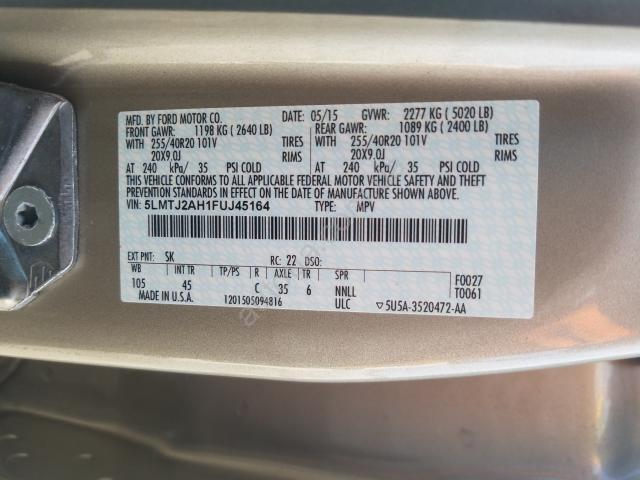 MFD. BY FORD MOTOR CO. DATE: 05/15 GVWR: 2277 KG ( 5020 LB)
FRONT GAWR: 1198 KG ( 2640 LB) REAR GAWR: 1089 KG ( 2400 LB)
WITH 255/40R20 101V TIRES WITH 255/40R20 101V TIRES
20X9.0J RIMS 20X9.0J RIMS
AT 240 kPa/ 35 PSI COLD AT 240 kPa/ 35 PSI COLD
THIS VEHICLE CONFORMS TO ALL APPLICABLE FEDERAL MOTOR VEHICLE SAFETY AND THEFT
PREVENTION STANDARDS IN EFFECT ON THE DATE OF MANUFACTURE SHOWN ABOVE.
VIN: 5LMTJ2AH1FUJ45164 TYPE: MPV
EXT PNT: SK RC: 22 DSO:
WB INT TR TP/PS R AXLE TR SPR F0027
105 45 C 35 6 NNLL T0061
MADE IN U.S.A. 1201505094816 ULC ▽5U5A-3520472-AA